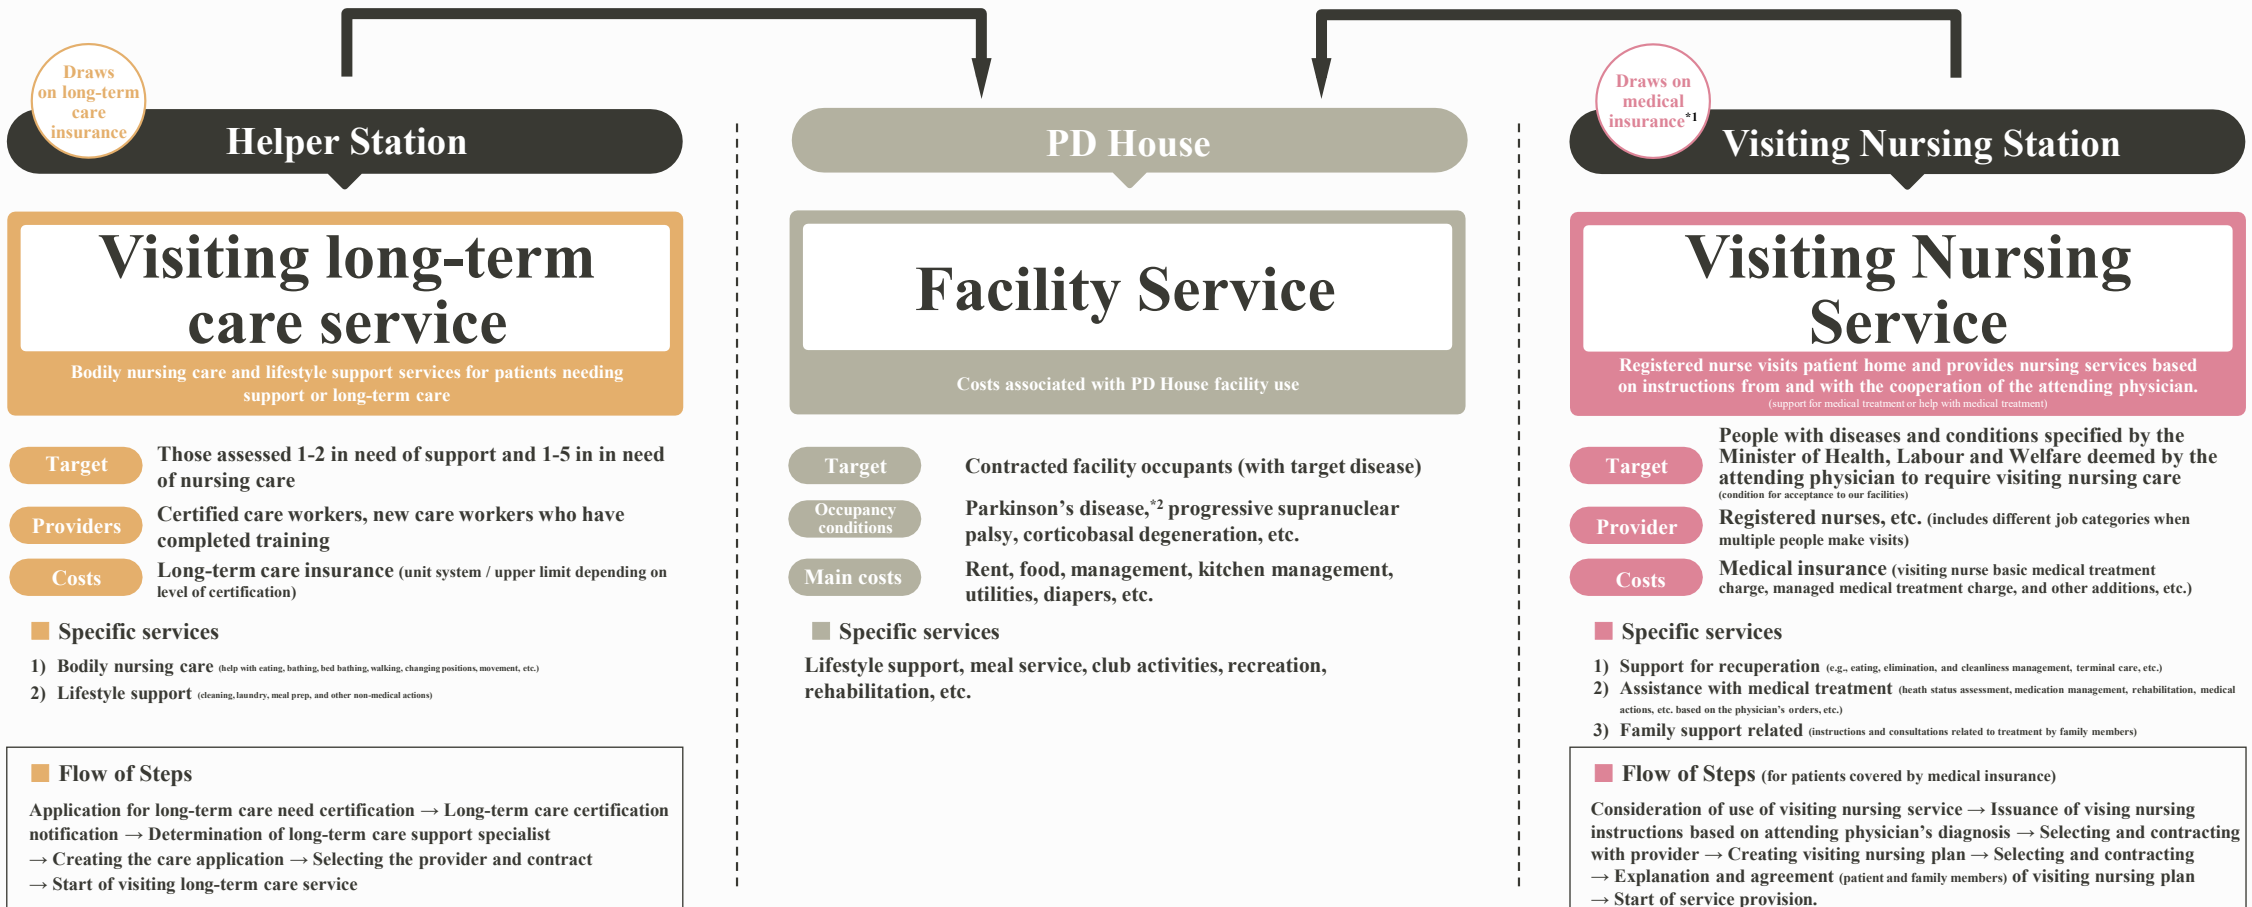 Draws
on long-term
care
insurance
Helper Station
Visiting long-term
care service
Bodily nursing care and lifestyle support services for patients needing
support or long-term care
Target
Those assessed 1-2 in need of support and 1-5 in in need
of nursing care
Providers
Certified care workers, new care workers who have
completed training
Costs
Long-term care insurance (unit system / upper limit depending on
level of certification)
■ Specific services
1) Bodily nursing care (help with eating, bathing, bed bathing, walking, changing positions, movement, etc.)
2) Lifestyle support (cleaning, laundry, meal prep, and other non-medical actions)
■ Flow of Steps
Application for long-term care need certification → Long-term care certification
notification → Determination of long-term care support specialist
→ Creating the care application → Selecting the provider and contract
→ Start of visiting long-term care service
PD House
Facility Service
Costs associated with PD House facility use
Target
Contracted facility occupants (with target disease)
Occupancy
conditions
Parkinson's disease,*2 progressive supranuclear
palsy, corticobasal degeneration, etc.
Main costs
Rent, food, management, kitchen management,
utilities, diapers, etc.
■ Specific services
Lifestyle support, meal service, club activities, recreation,
rehabilitation, etc.
Draws on
medical
insurance*1
Visiting Nursing Station
Visiting Nursing
Service
Registered nurse visits patient home and provides nursing services based
on instructions from and with the cooperation of the attending physician.
(support for medical treatment or help with medical treatment)
Target
People with diseases and conditions specified by the
Minister of Health, Labour and Welfare deemed by the
attending physician to require visiting nursing care
(condition for acceptance to our facilities)
Provider
Registered nurses, etc. (includes different job categories when
multiple people make visits)
Costs
Medical insurance (visiting nurse basic medical treatment
charge, managed medical treatment charge, and other additions, etc.)
■ Specific services
1) Support for recuperation (e.g., eating, elimination, and cleanliness management, terminal care, etc.)
2) Assistance with medical treatment (heath status assessment, medication management, rehabilitation, medical
actions, etc. based on the physician's orders, etc.)
3) Family support related (instructions and consultations related to treatment by family members)
■ Flow of Steps (for patients covered by medical insurance)
Consideration of use of visiting nursing service → Issuance of vising nursing
instructions based on attending physician's diagnosis → Selecting and contracting
with provider → Creating visiting nursing plan → Selecting and contracting
→ Explanation and agreement (patient and family members) of visiting nursing plan
→ Start of service provision.